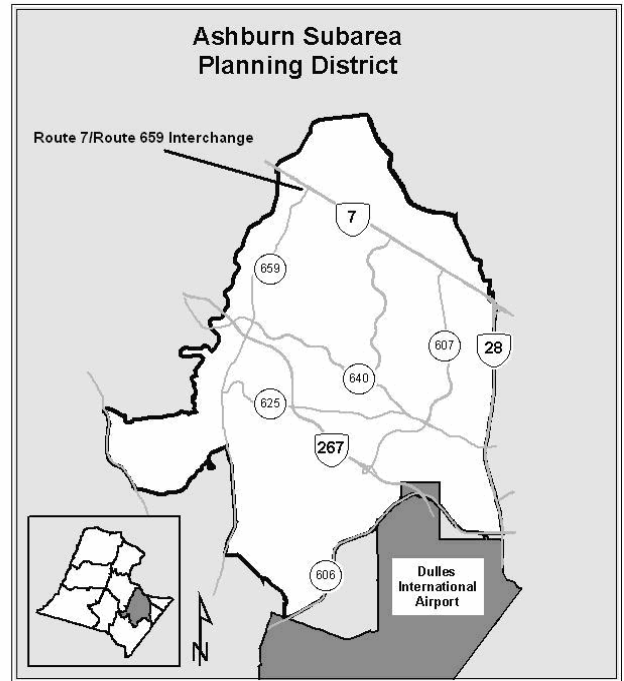 Ashburn Subarea
Planning District
Route 7/Route 659 Interchange
7
659
607
28
640
625
267
606
Dulles
International
Airport
N